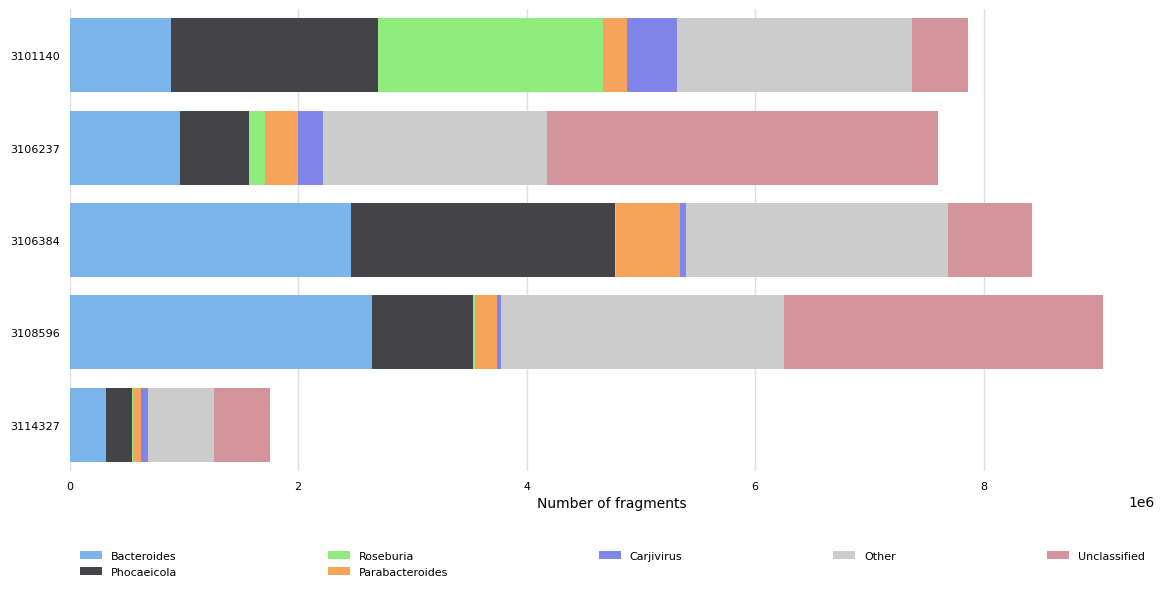 3101140
3106237
3106384
3108596
3114327
0 2 4 6 8
Number of fragments
1e6
Bacteroides Roseburia Carjivirus Other Unclassified
Phocaeicola Parabacteroides